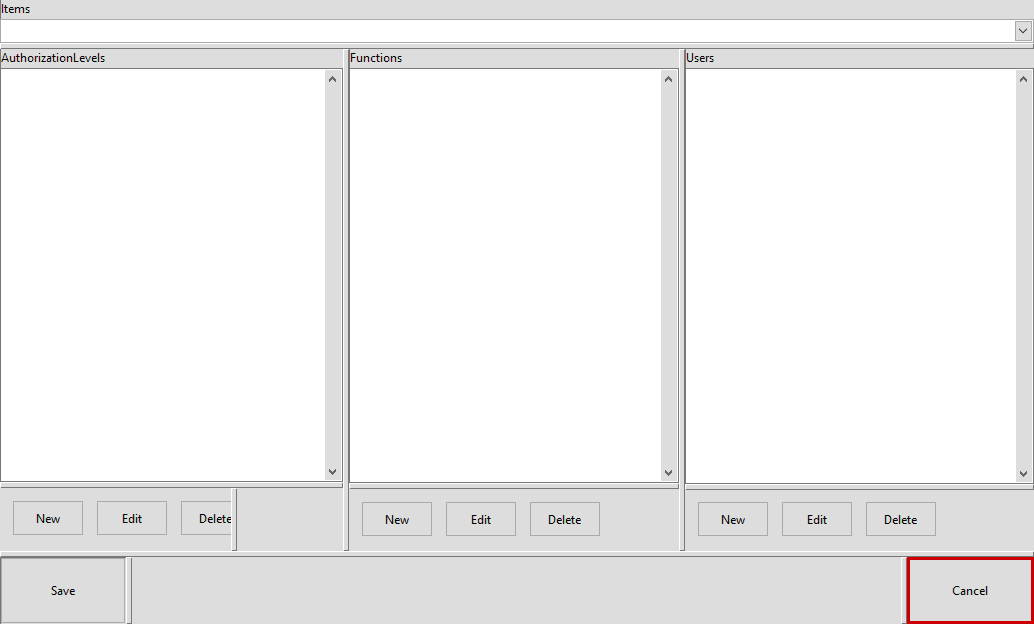 Items
AuthorizationLevels
Functions
Users
New
Edit
Delete
New
Edit
Delete
New
Edit
Delete
Save
Cancel